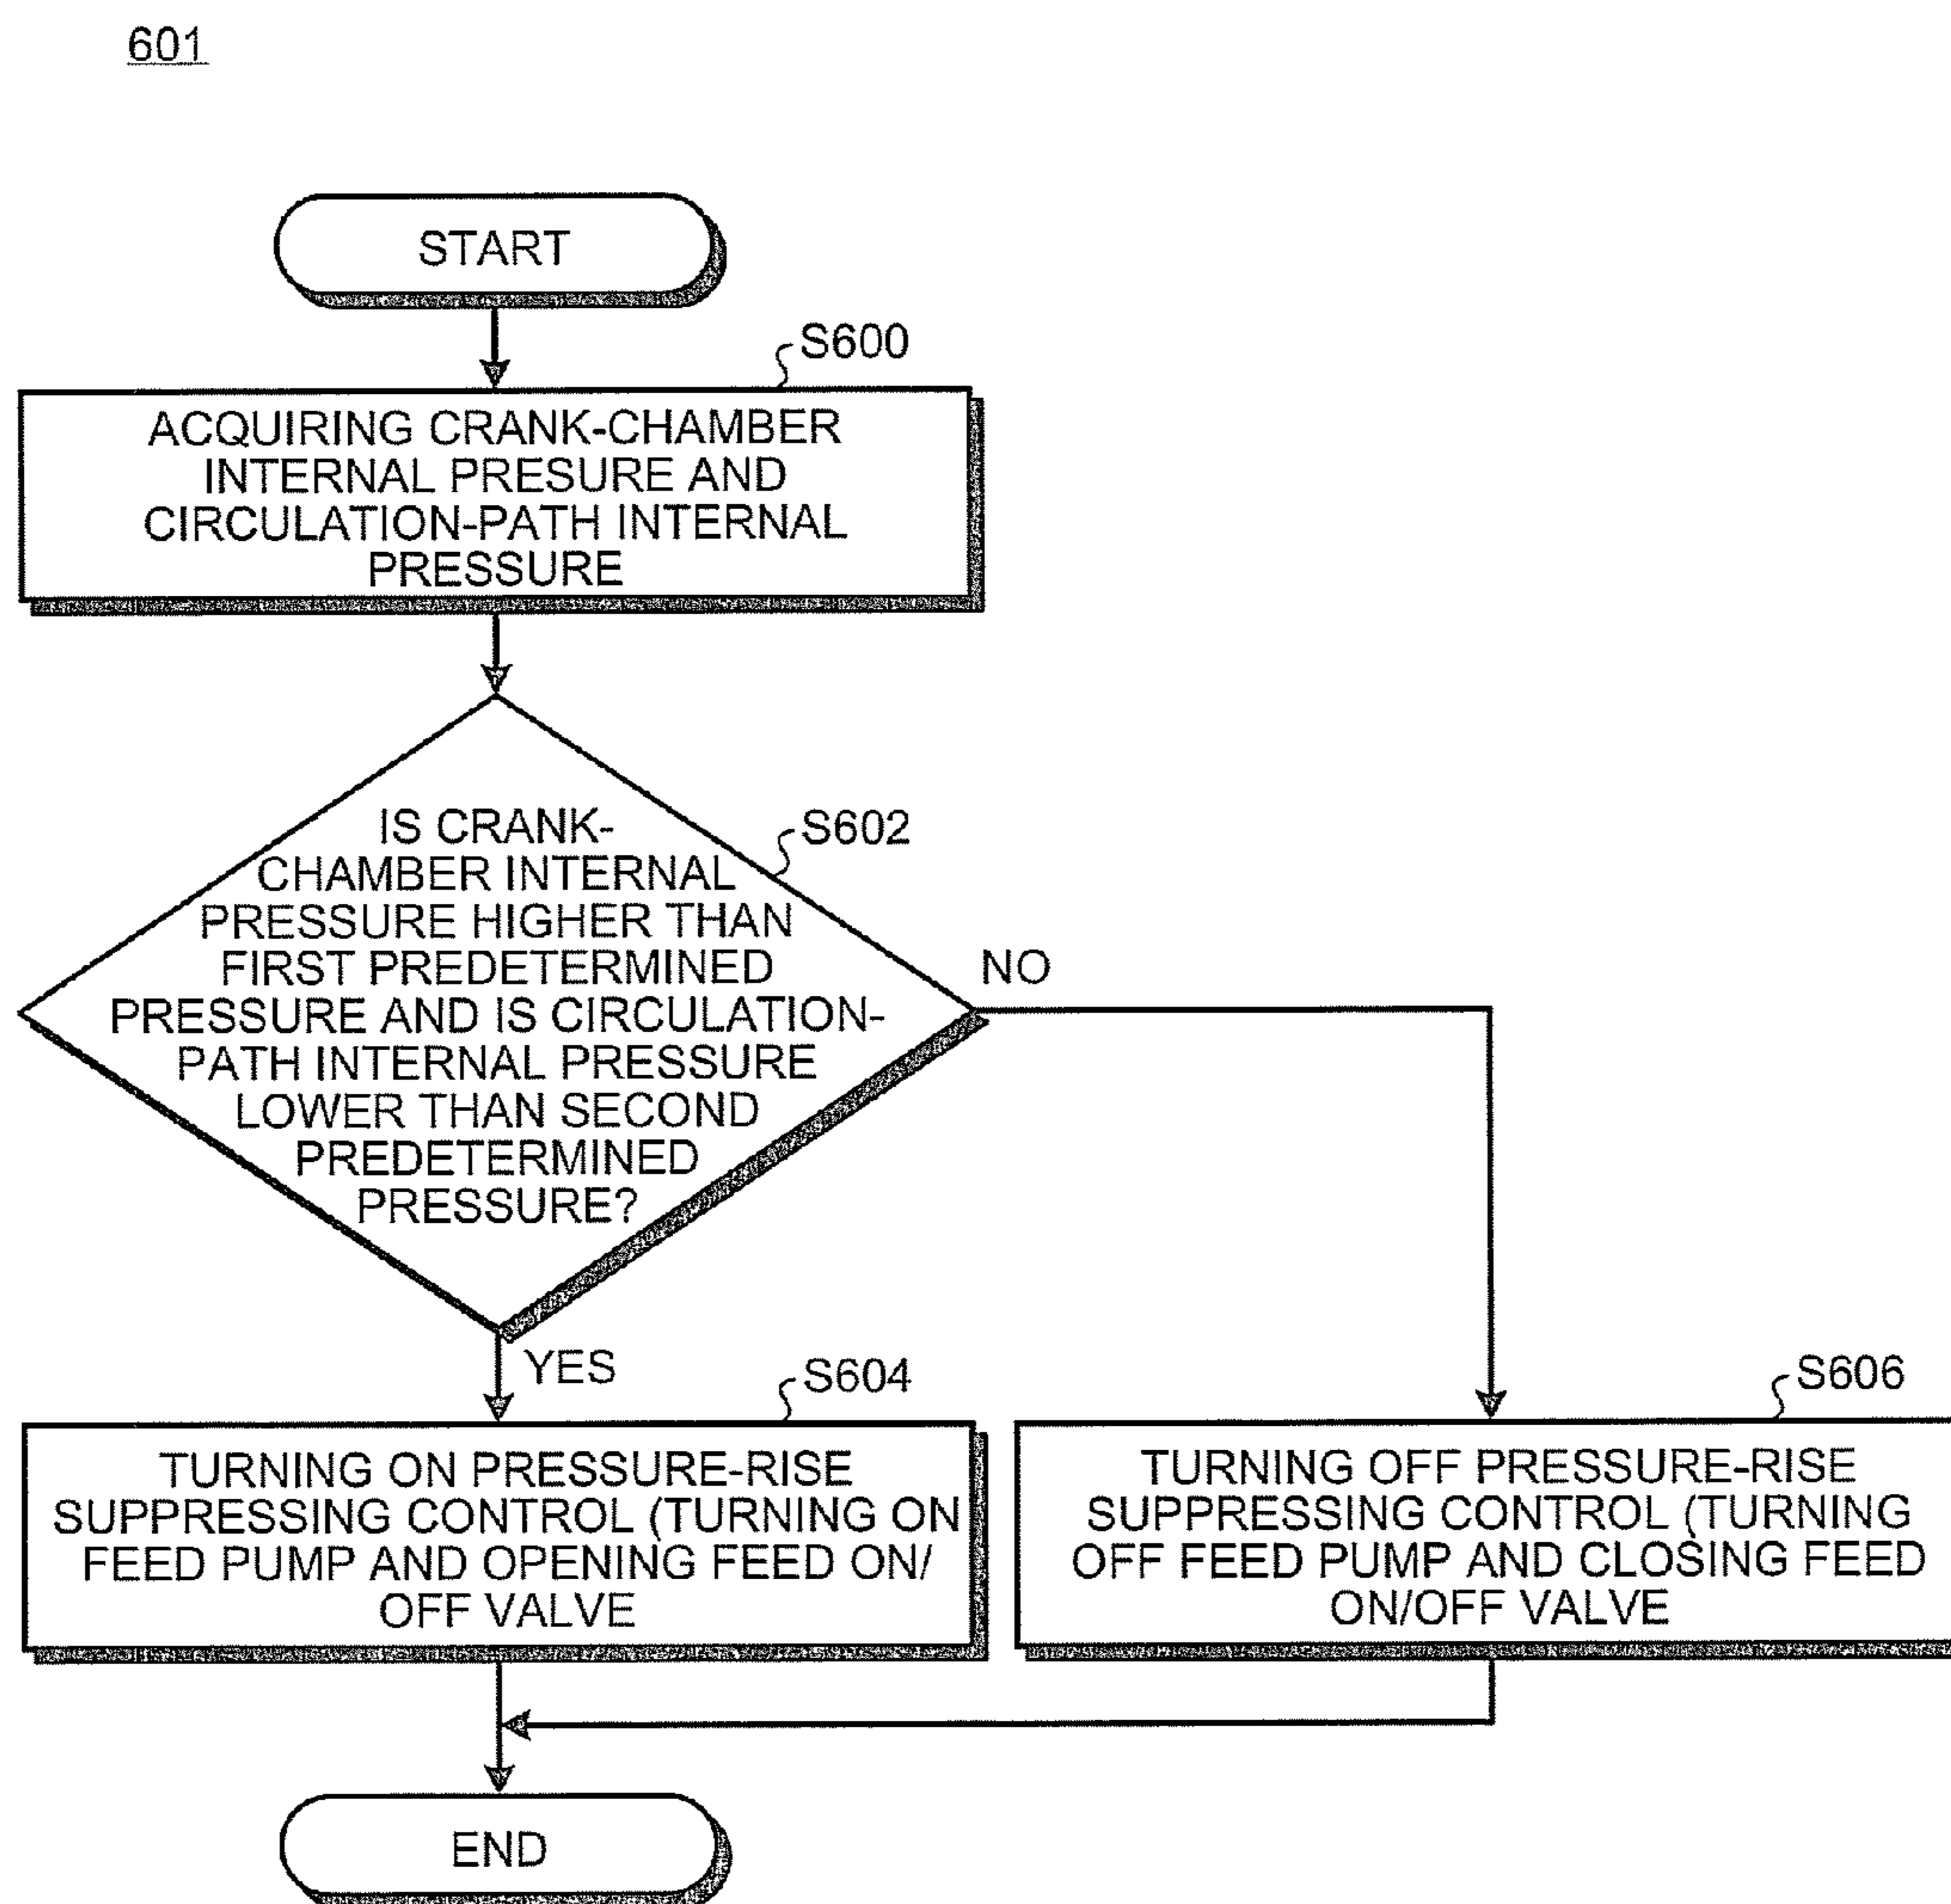 601
START
S600
ACQUIRING CRANK-CHAMBER
INTERNAL PRESURE AND
CIRCULATION-PATH INTERNAL
PRESSURE
S602
IS CRANK-
CHAMBER INTERNAL
PRESSURE HIGHER THAN
FIRST PREDETERMINED
PRESSURE AND IS CIRCULATION-
PATH INTERNAL PRESSURE
LOWER THAN SECOND
PREDETERMINED
PRESSURE?
NO
YES
S604
TURNING ON PRESSURE-RISE
SUPPRESSING CONTROL (TURNING ON
FEED PUMP AND OPENING FEED ON/
OFF VALVE
S606
TURNING OFF PRESSURE-RISE
SUPPRESSING CONTROL (TURNING
OFF FEED PUMP AND CLOSING FEED
ON/OFF VALVE
END